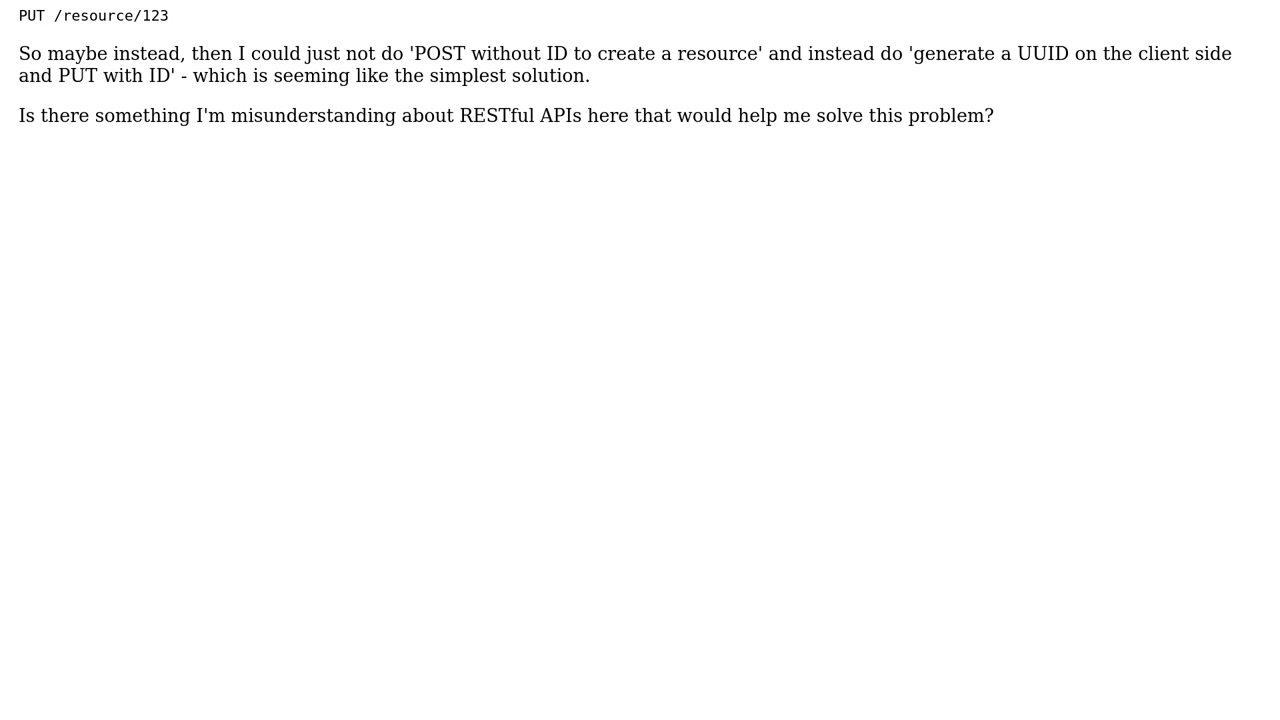 PUT /resource/123
So maybe instead, then I could just not do 'POST without ID to create a resource' and instead do 'generate a UUID on the client side
and PUT with ID' - which is seeming like the simplest solution.
Is there something I'm misunderstanding about RESTful APIs here that would help me solve this problem?